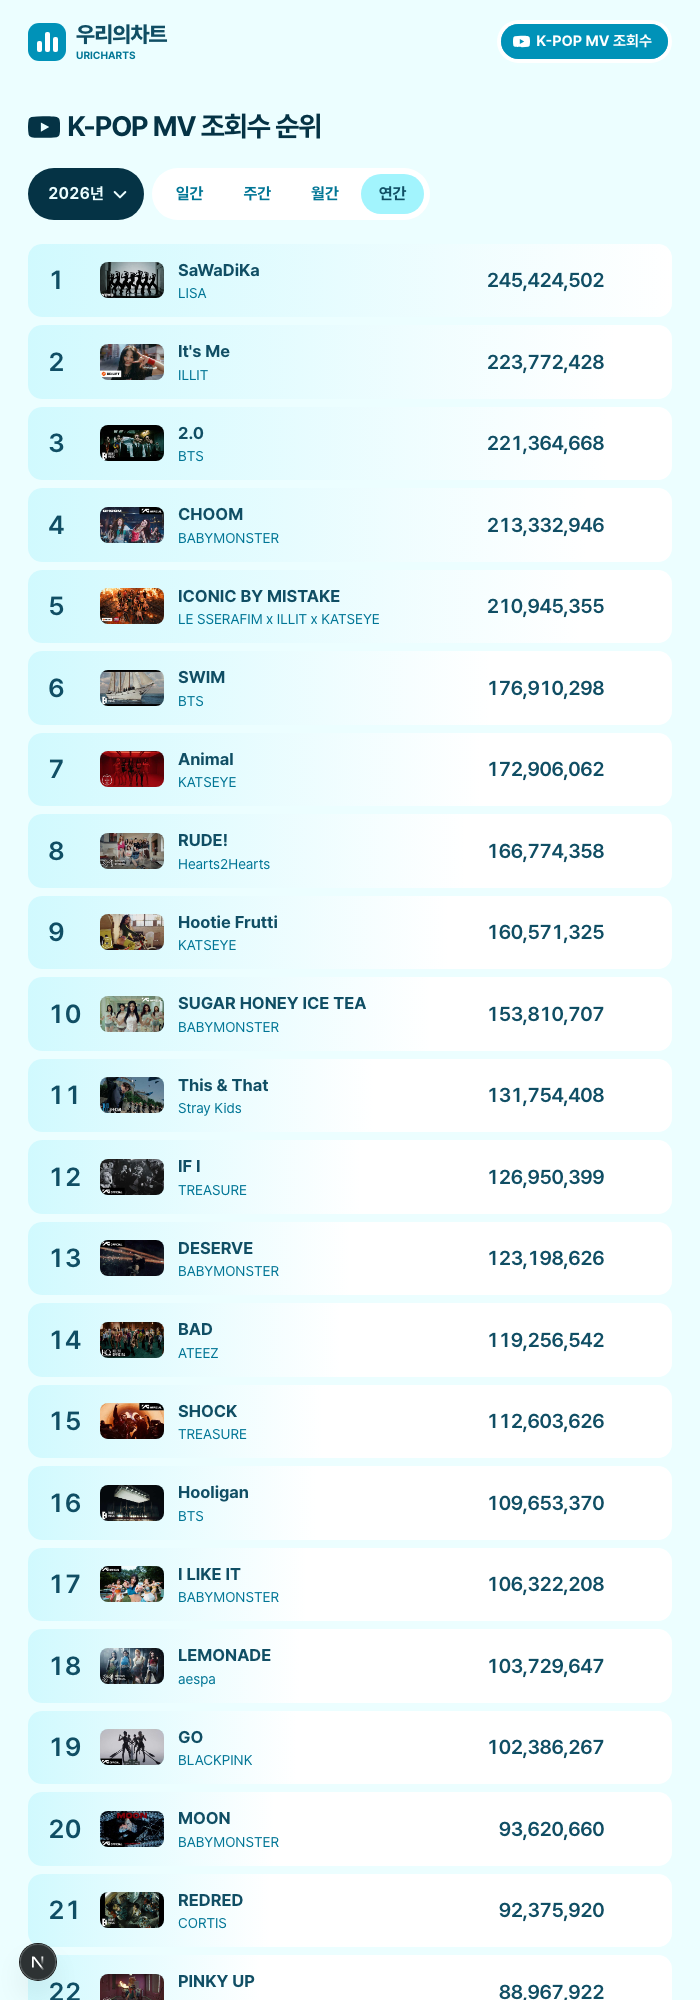 우리의차트
URICHARTS
K-POP MV 조회수
K-POP MV 조회수 순위
2026년
일간 주간 월간 연간
1 SaWaDiKa 245,424,502
LISA
2 It's Me 223,772,428
ILLIT
3 2.0 221,364,668
BTS
4 CHOOM 213,332,946
BABYMONSTER
5 ICONIC BY MISTAKE 210,945,355
LE SSERAFIM x ILLIT x KATSEYE
6 SWIM 176,910,298
BTS
7 Animal 172,906,062
KATSEYE
8 RUDE! 166,774,358
Hearts2Hearts
9 Hootie Frutti 160,571,325
KATSEYE
10 SUGAR HONEY ICE TEA 153,810,707
BABYMONSTER
11 This & That 131,754,408
Stray Kids
12 IF I 126,950,399
TREASURE
13 DESERVE 123,198,626
BABYMONSTER
14 BAD 119,256,542
ATEEZ
15 SHOCK 112,603,626
TREASURE
16 Hooligan 109,653,370
BTS
17 I LIKE IT 106,322,208
BABYMONSTER
18 LEMONADE 103,729,647
aespa
19 GO 102,386,267
BLACKPINK
20 MOON 93,620,660
BABYMONSTER
21 REDRED 92,375,920
CORTIS
N
22 PINKY UP 88,967,922